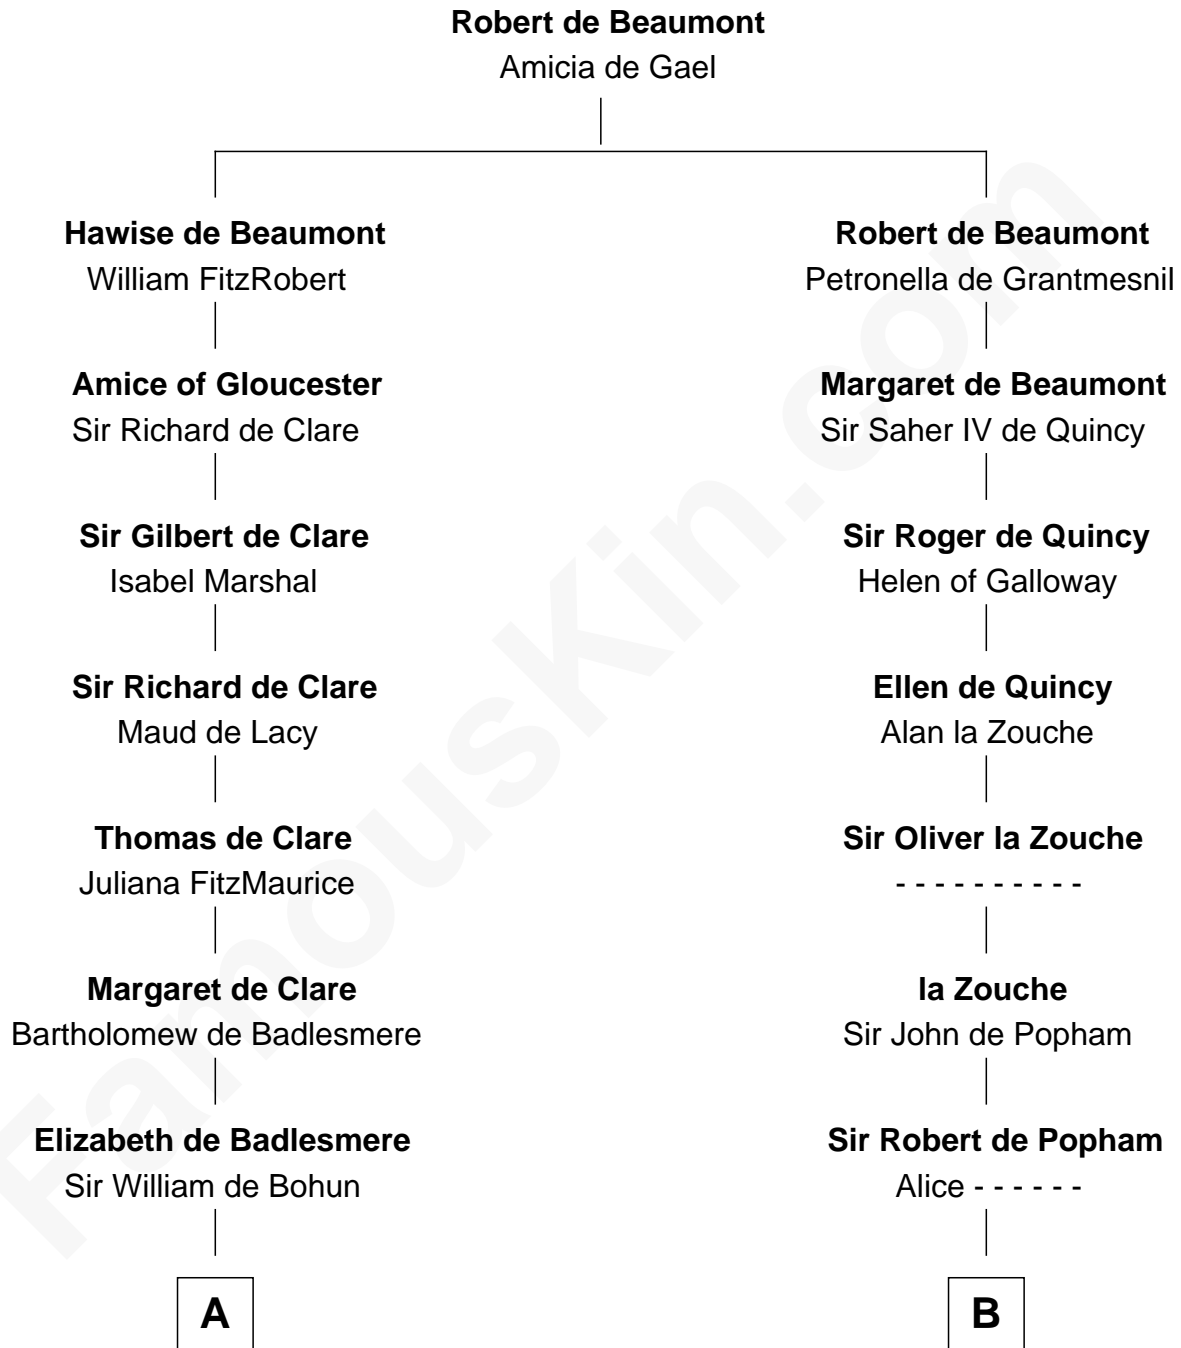 Robert de Beaumont
Amicia de Gael
Hawise de Beaumont
William FitzRobert
Robert de Beaumont
Petronella de Grantmesnil
Amice of Gloucester
Sir Richard de Clare
Margaret de Beaumont
Sir Saher IV de Quincy
Sir Gilbert de Clare
Isabel Marshal
Sir Roger de Quincy
Helen of Galloway
Sir Richard de Clare
Maud de Lacy
Ellen de Quincy
Alan la Zouche
Thomas de Clare
Juliana FitzMaurice
Sir Oliver la Zouche
- - - - - - - - - -
Margaret de Clare
Bartholomew de Badlesmere
la Zouche
Sir John de Popham
Elizabeth de Badlesmere
Sir William de Bohun
Sir Robert de Popham
Alice - - - - - -
A
B
FamousKin.com